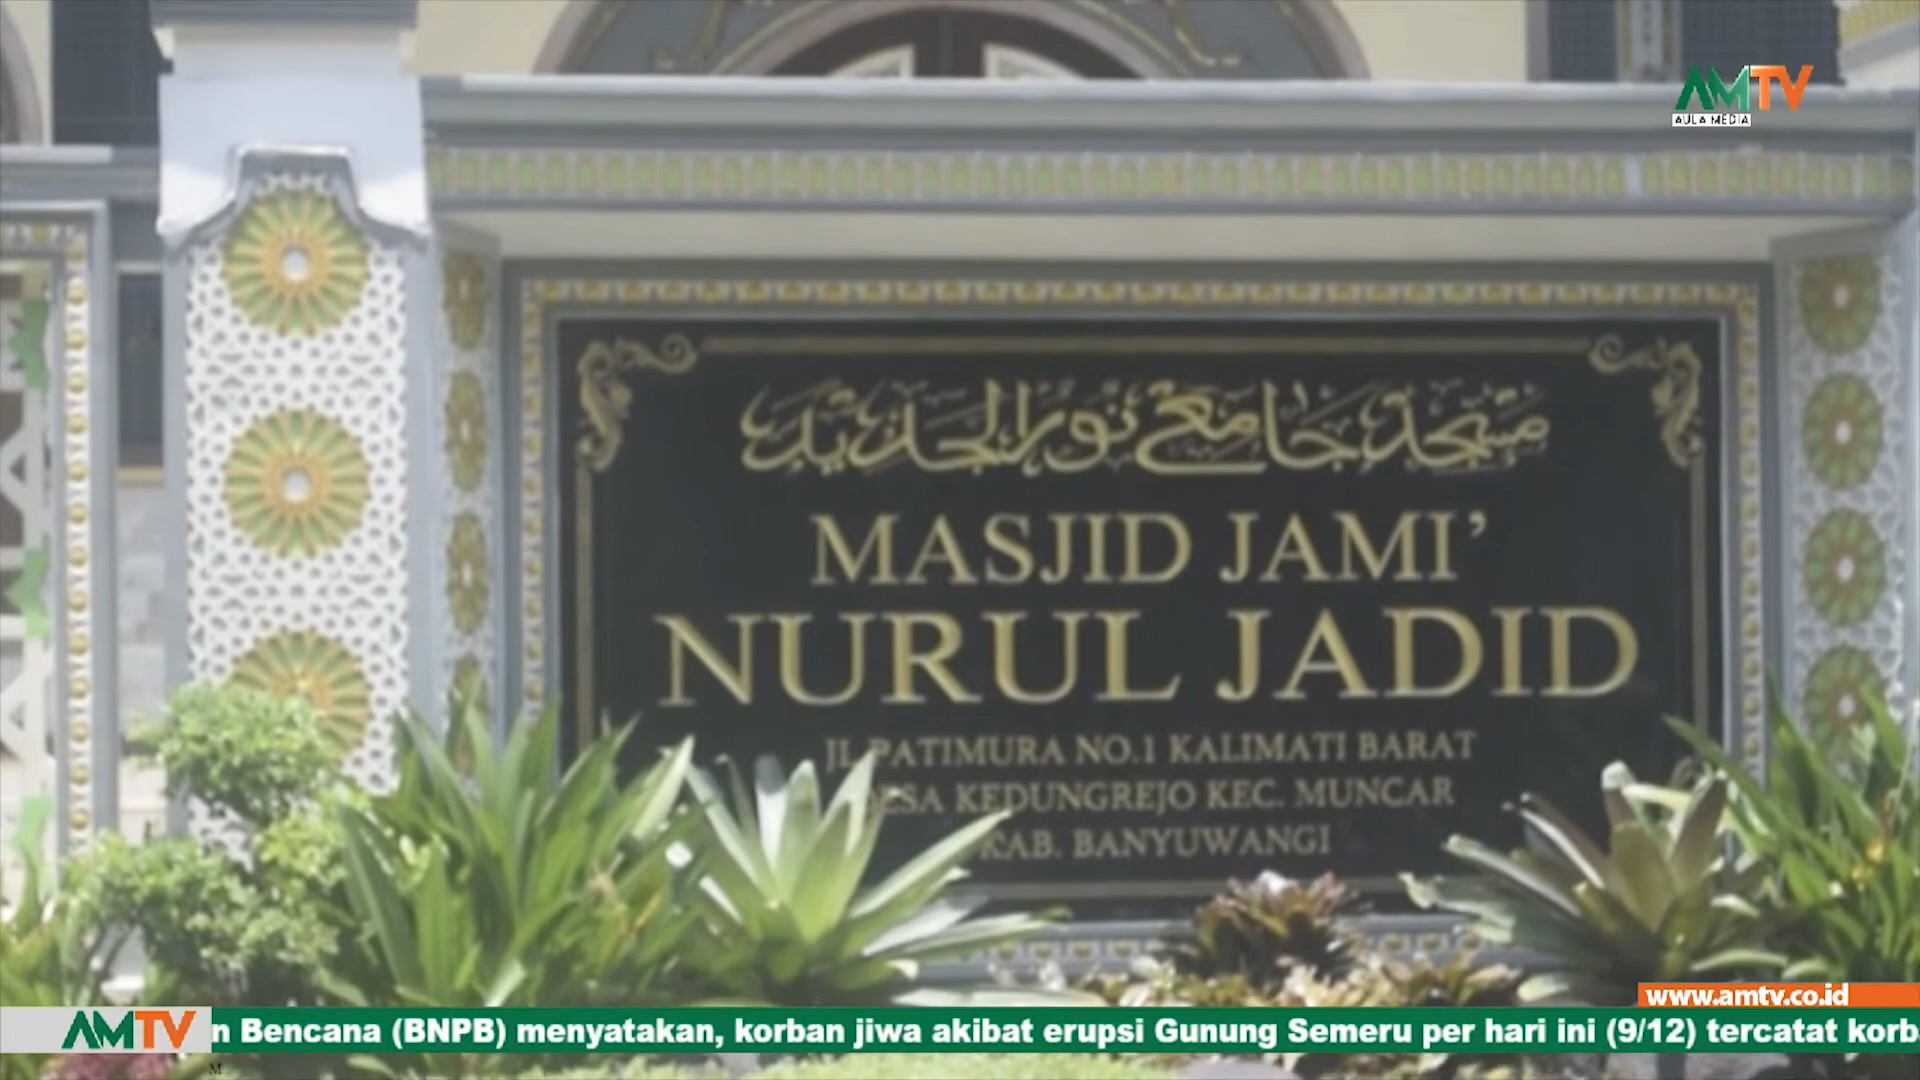 AMTV
AULA MEDIA
مسجد جامع نور الجديد
MASJID JAMI’
NURUL JADID
JL. PATIMURA NO.1 KALIMATI BARAT
DESA KEDUNGREJO KEC. MUNCAR
KAB. BANYUWANGI
www.amtv.co.id
AMTV
n Bencana (BNPB) menyatakan, korban jiwa akibat erupsi Gunung Semeru per hari ini (9/12) tercatat korb
M